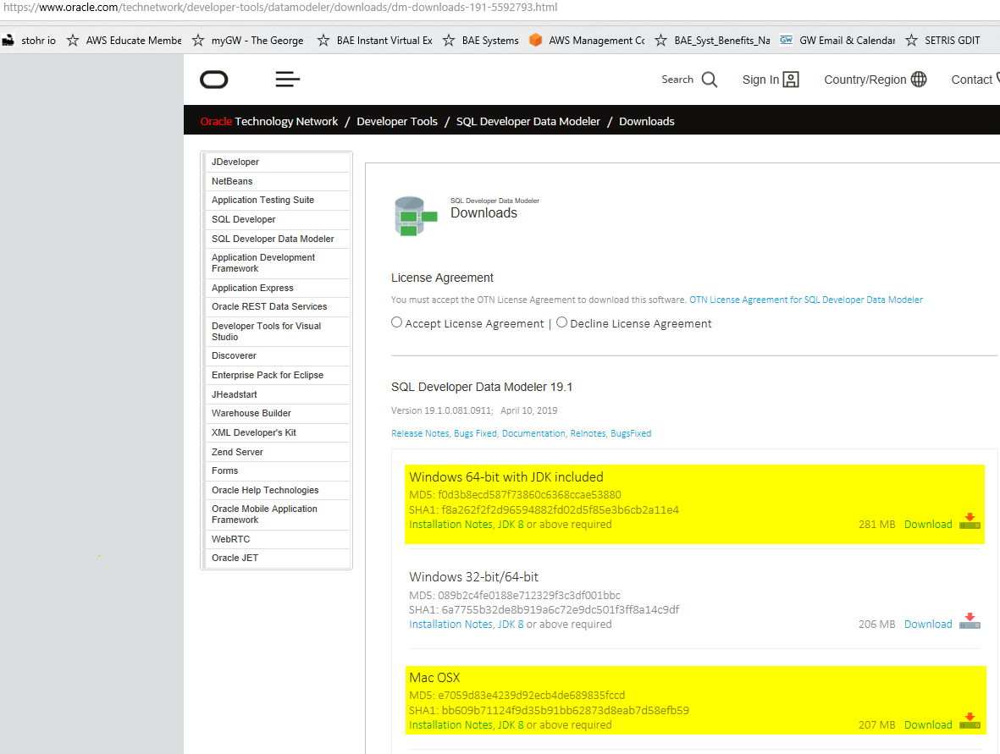 https://www.oracle.com/technetwork/developer-tools/datamodeler/downloads/dm-downloads-191-5592793.html
stohr io AWS Educate Membe myGW - The George BAE Instant Virtual Ex BAE Systems AWS Management Co BAE_Syst_Benefits_Na GW GW Email & Calendar SETRIS GDIT
Search Sign In Country/Region Contact
Oracle Technology Network / Developer Tools / SQL Developer Data Modeler / Downloads
JDeveloper
NetBeans
Application Testing Suite
SQL Developer
SQL Developer Data Modeler
Application Development
Framework
Application Express
Oracle REST Data Services
Developer Tools for Visual
Studio
Discoverer
Enterprise Pack for Eclipse
JHeadstart
Warehouse Builder
XML Developer's Kit
Zend Server
Forms
Oracle Help Technologies
Oracle Mobile Application
Framework
WebRTC
Oracle JET
SQL Developer Data Modeler
Downloads
License Agreement
You must accept the OTN License Agreement to download this software. OTN License Agreement for SQL Developer Data Modeler
Accept License Agreement | Decline License Agreement
SQL Developer Data Modeler 19.1
Version 19.1.0.081.0911; April 10, 2019
Release Notes, Bugs Fixed, Documentation, Relnotes, BugsFixed
Windows 64-bit with JDK included
MD5: f0d3b8ecd587f73860c6368ccae53880
SHA1: f8a262f2f2d96594882fd02d5f85e3b6cb2a11e4
Installation Notes, JDK 8 or above required 281 MB Download
Windows 32-bit/64-bit
MD5: 089b2c4fe0188e712329f3c3df001bbc
SHA1: 6a7755b32de8b919a6c72e9dc501f3ff8a14c9df
Installation Notes, JDK 8 or above required 206 MB Download
Mac OSX
MD5: e7059d83e4239d92ecb4de689835fccd
SHA1: bb609b71124f9d35b91bb62873d8eab7d58efb59
Installation Notes, JDK 8 or above required 207 MB Download